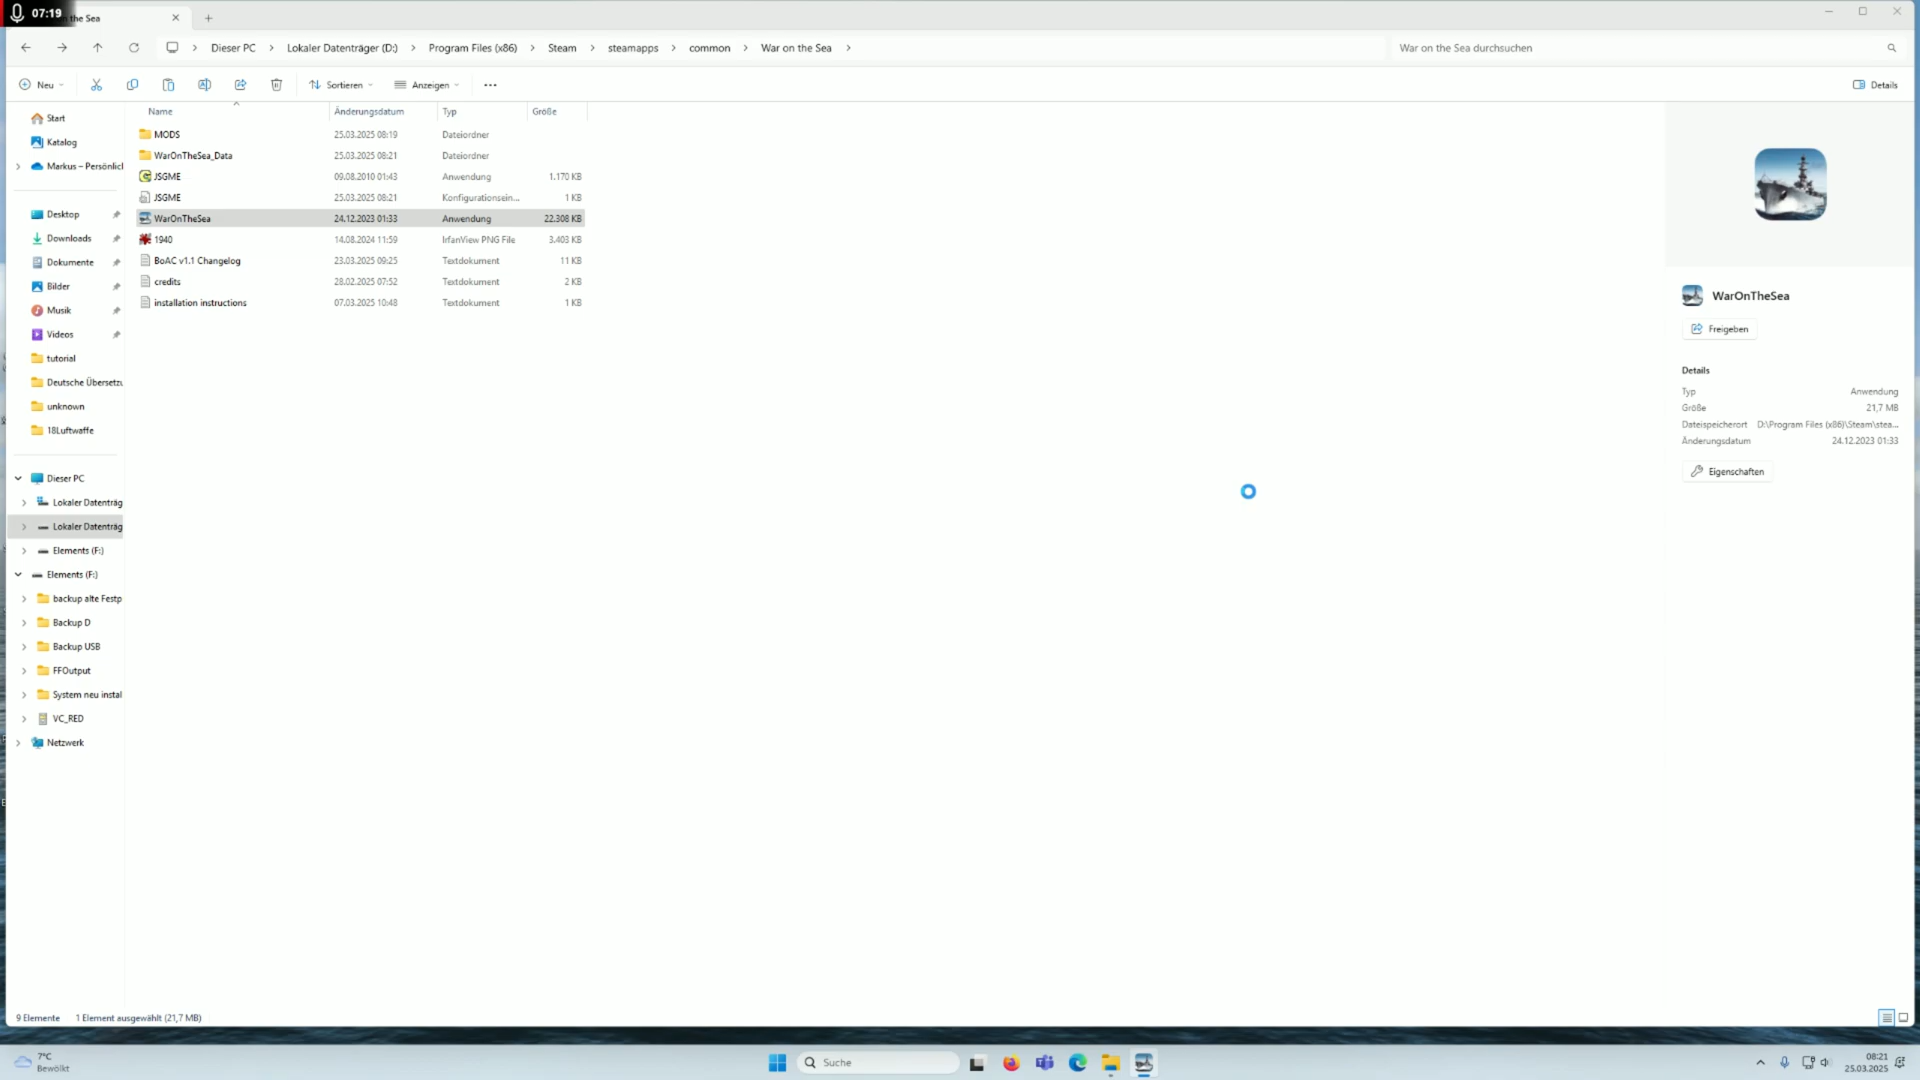 07:19
on the Sea
Dieser PC
Lokaler Datenträger (D:)
Program Files (x86)
Steam
steamapps
common
War on the Sea
War on the Sea durchsuchen
Neu
Sortieren
Anzeigen
Details
Name
Änderungsdatum
Typ
Größe
Start
Katalog
Markus – Persönlich
Desktop
Downloads
Dokumente
Bilder
Musik
Videos
tutorial
Deutsche Übersetzu
unknown
18Luftwaffe
Dieser PC
Lokaler Datenträg
Lokaler Datenträg
Elements (F:)
Elements (F:)
backup alte Festp
Backup D
Backup USB
FFOutput
System neu instal
VC_RED
Netzwerk
MODS 25.03.2025 08:19 Dateiordner
WarOnTheSea_Data 25.03.2025 08:21 Dateiordner
JSGME 09.08.2010 01:43 Anwendung 1.170 KB
JSGME 25.03.2025 08:21 Konfigurationsein... 1 KB
WarOnTheSea 24.12.2023 01:33 Anwendung 22.308 KB
1940 14.08.2024 11:59 IrfanView PNG File 3.403 KB
BoAC v1.1 Changelog 23.03.2025 09:25 Textdokument 11 KB
credits 28.02.2025 07:52 Textdokument 2 KB
installation instructions 07.03.2025 10:48 Textdokument 1 KB
WarOnTheSea
Freigeben
Details
Typ Anwendung
Größe 21,7 MB
Dateispeicherort D:\Program Files (x86)\Steam\stea...
Änderungsdatum 24.12.2023 01:33
Eigenschaften
9 Elemente 1 Element ausgewählt (21,7 MB)
7°C
Bewölkt
Suche
08:21
25.03.2025